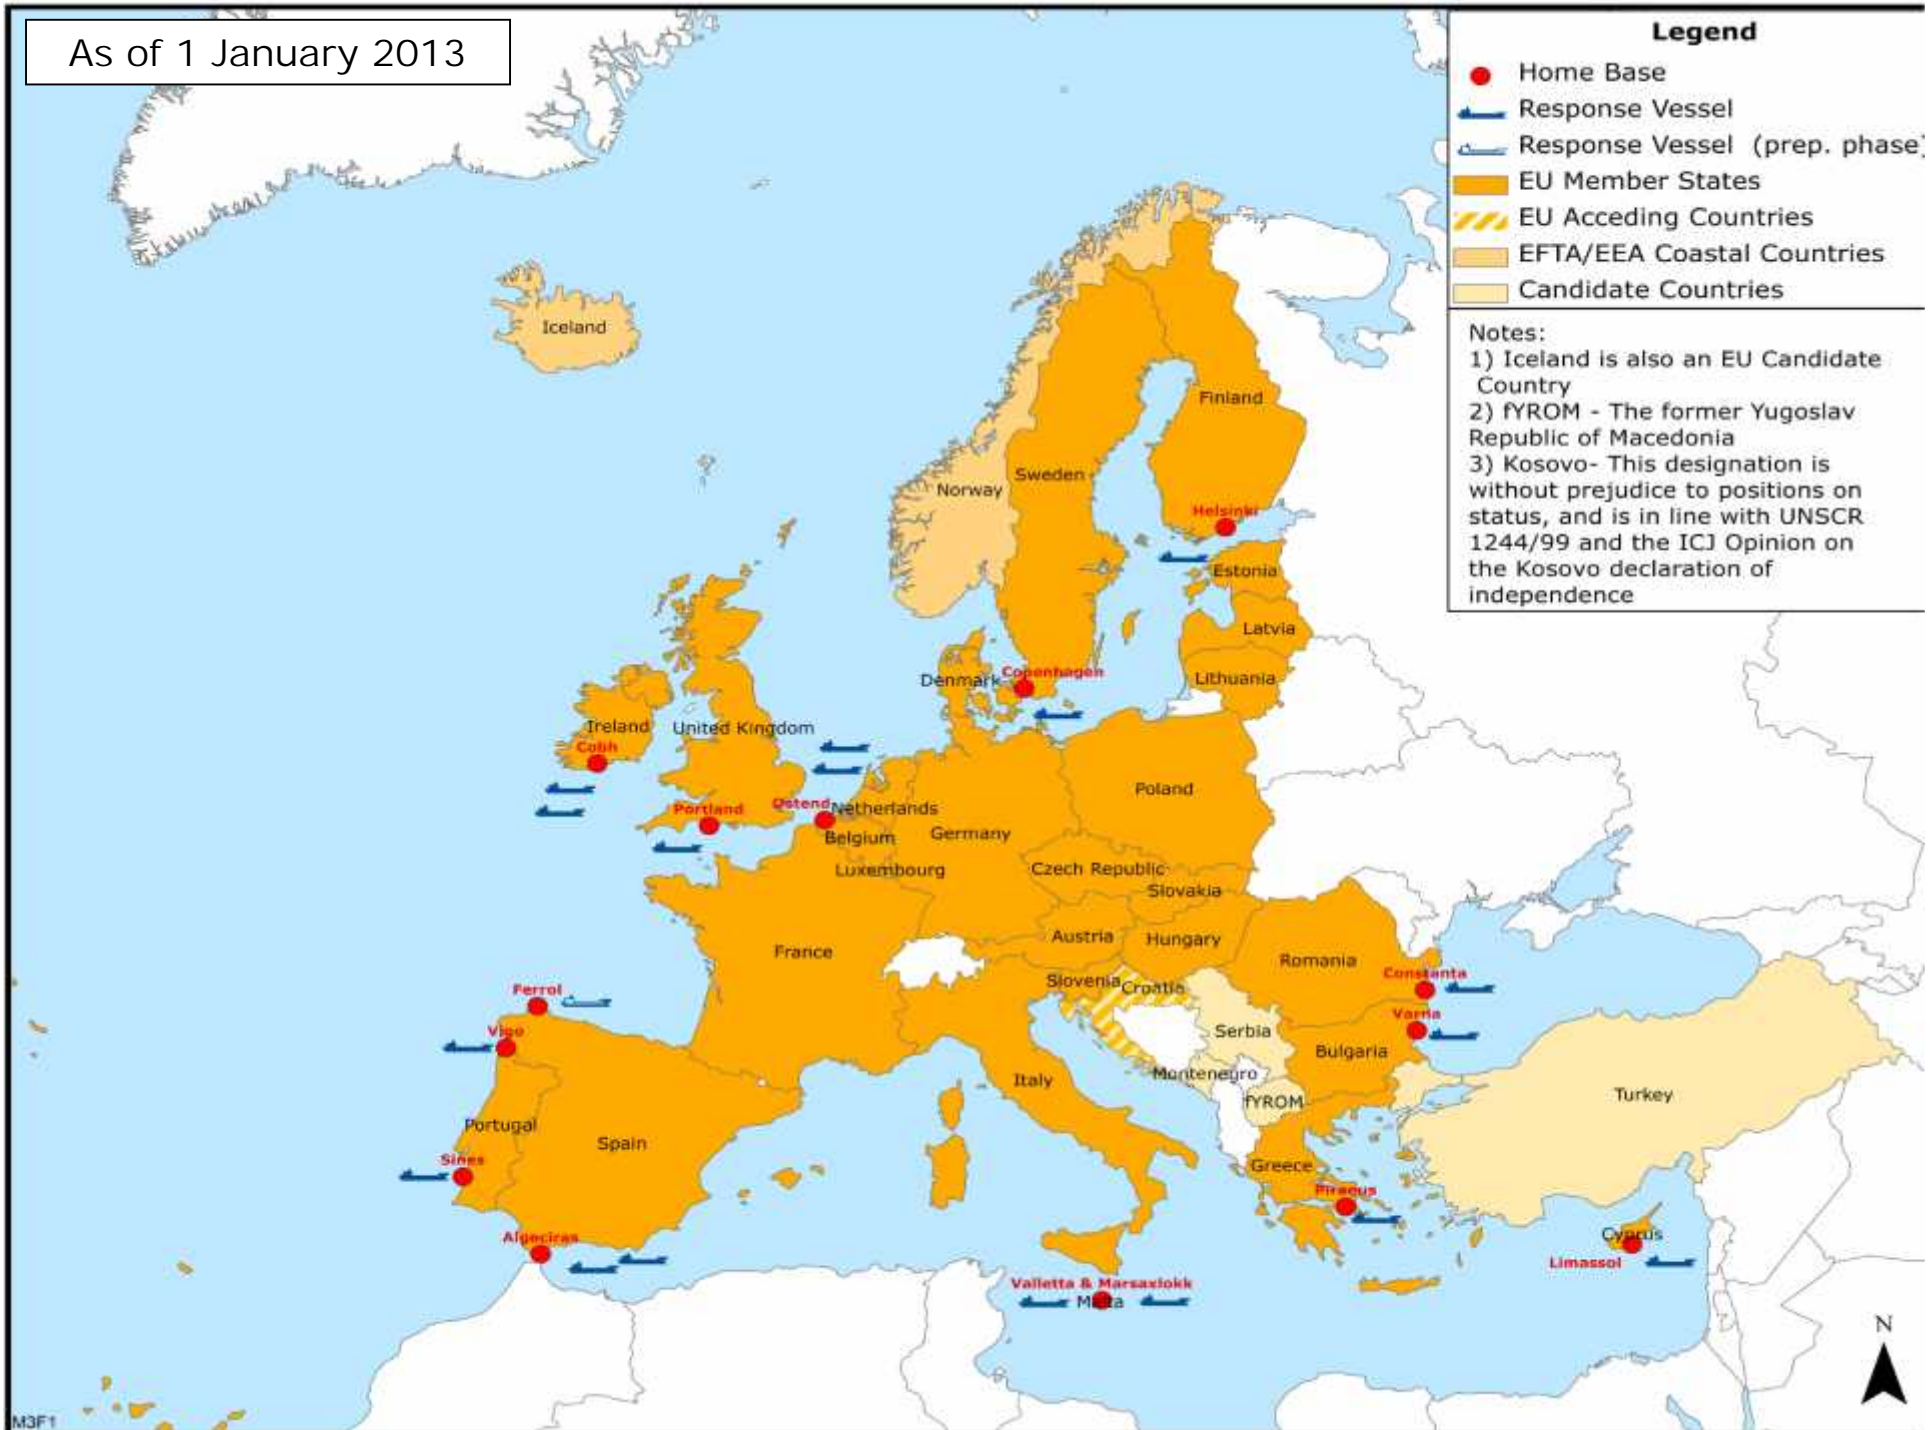 As of 1 January 2013
Legend
Home Base
Response Vessel
Response Vessel (prep. phase)
EU Member States
EU Acceding Countries
EFTA/EEA Coastal Countries
Candidate Countries
Notes:
1) Iceland is also an EU Candidate
Country
2) fYROM - The former Yugoslav
Republic of Macedonia
3) Kosovo- This designation is
without prejudice to positions on
status, and is in line with UNSCR
1244/99 and the ICJ Opinion on
the Kosovo declaration of
independence
Iceland
Finland
Sweden
Norway
Helsinki
Estonia
Latvia
Copenhagen
Denmark
Lithuania
Ireland
United Kingdom
Cobh
Poland
Portland
Ostend
Netherlands
Belgium
Germany
Luxembourg
Czech Republic
Slovakia
Austria
Hungary
France
Romania
Slovenia
Croatia
Constanta
Ferrol
Vigo
Varna
Serbia
Bulgaria
Italy
Montenegro
fYROM
Turkey
Portugal
Spain
Sines
Greece
Piraeus
Algeciras
Cyprus
Limassol
Valletta & Marsaxlokk
Malta
N
M3F1